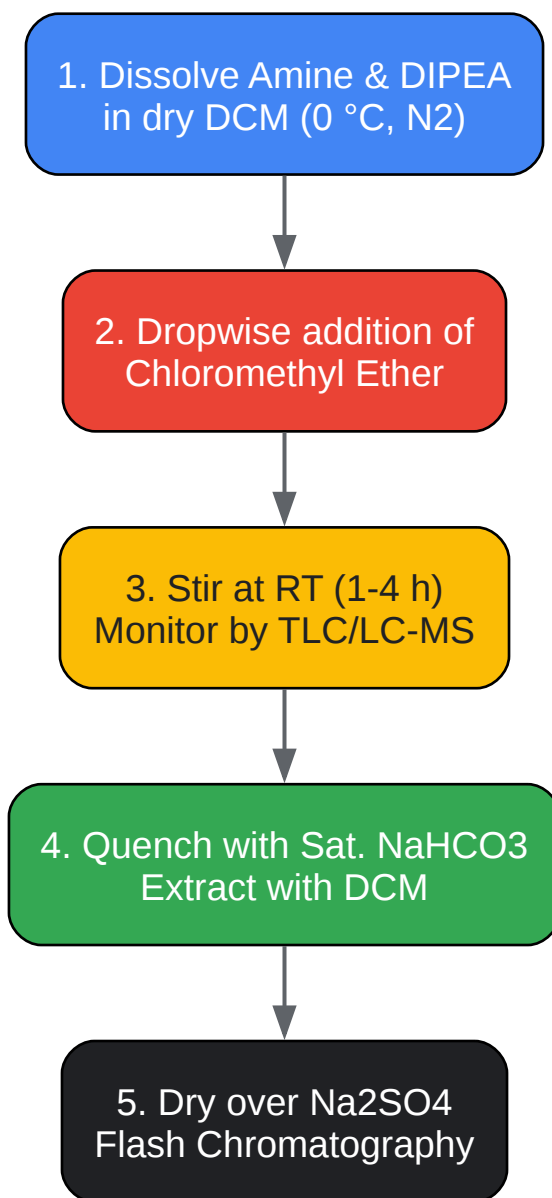 1. Dissolve Amine & DIPEA
in dry DCM (0 °C, N2)
2. Dropwise addition of
Chloromethyl Ether
3. Stir at RT (1-4 h)
Monitor by TLC/LC-MS
4. Quench with Sat. NaHCO3
Extract with DCM
5. Dry over Na2SO4
Flash Chromatography